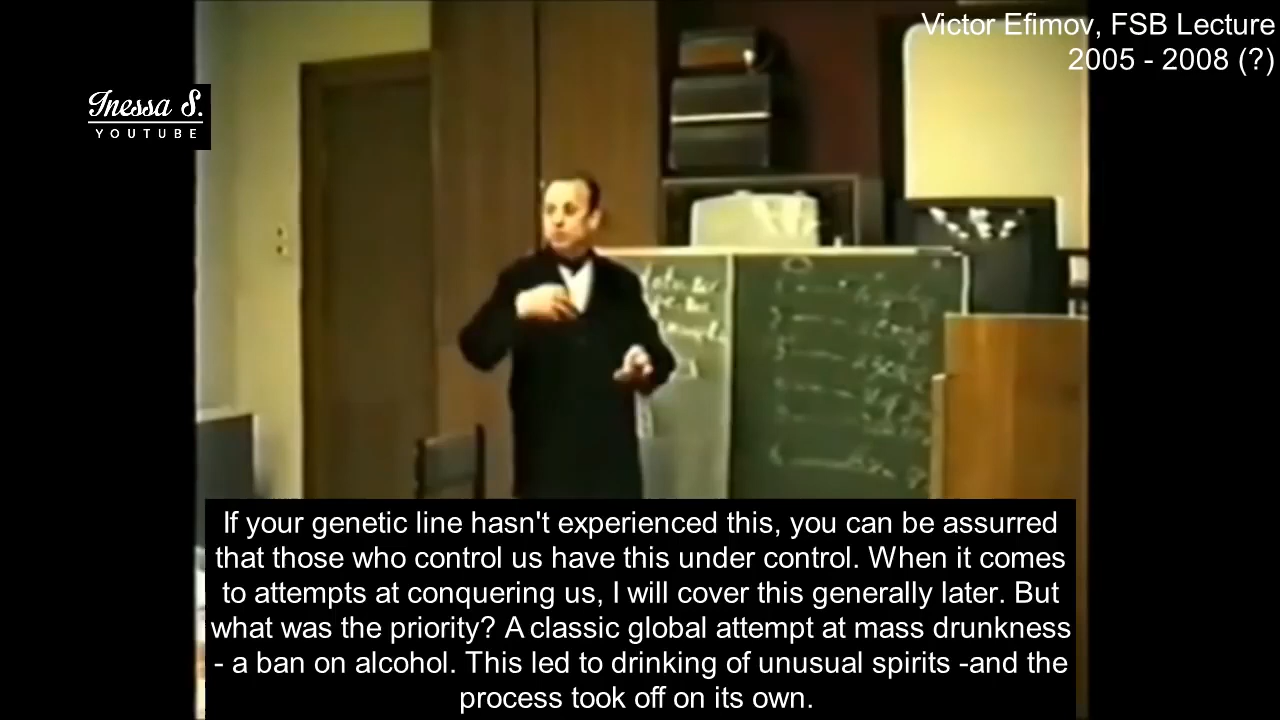 Victor Efimov, FSB Lecture
2005 - 2008 (?)
Inessa S.
YOUTUBE
If your genetic line hasn't experienced this, you can be assurred
that those who control us have this under control. When it comes
to attempts at conquering us, I will cover this generally later. But
what was the priority? A classic global attempt at mass drunkness
- a ban on alcohol. This led to drinking of unusual spirits -and the
process took off on its own.